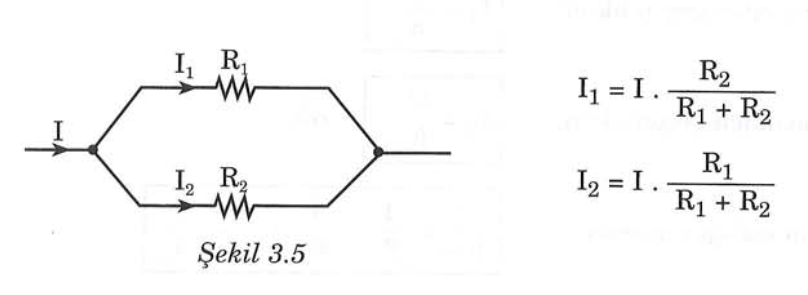 I
I₁ R₁
I₂ R₂
Şekil 3.5
I₁ = I . R₂ / (R₁ + R₂)
I₂ = I . R₁ / (R₁ + R₂)